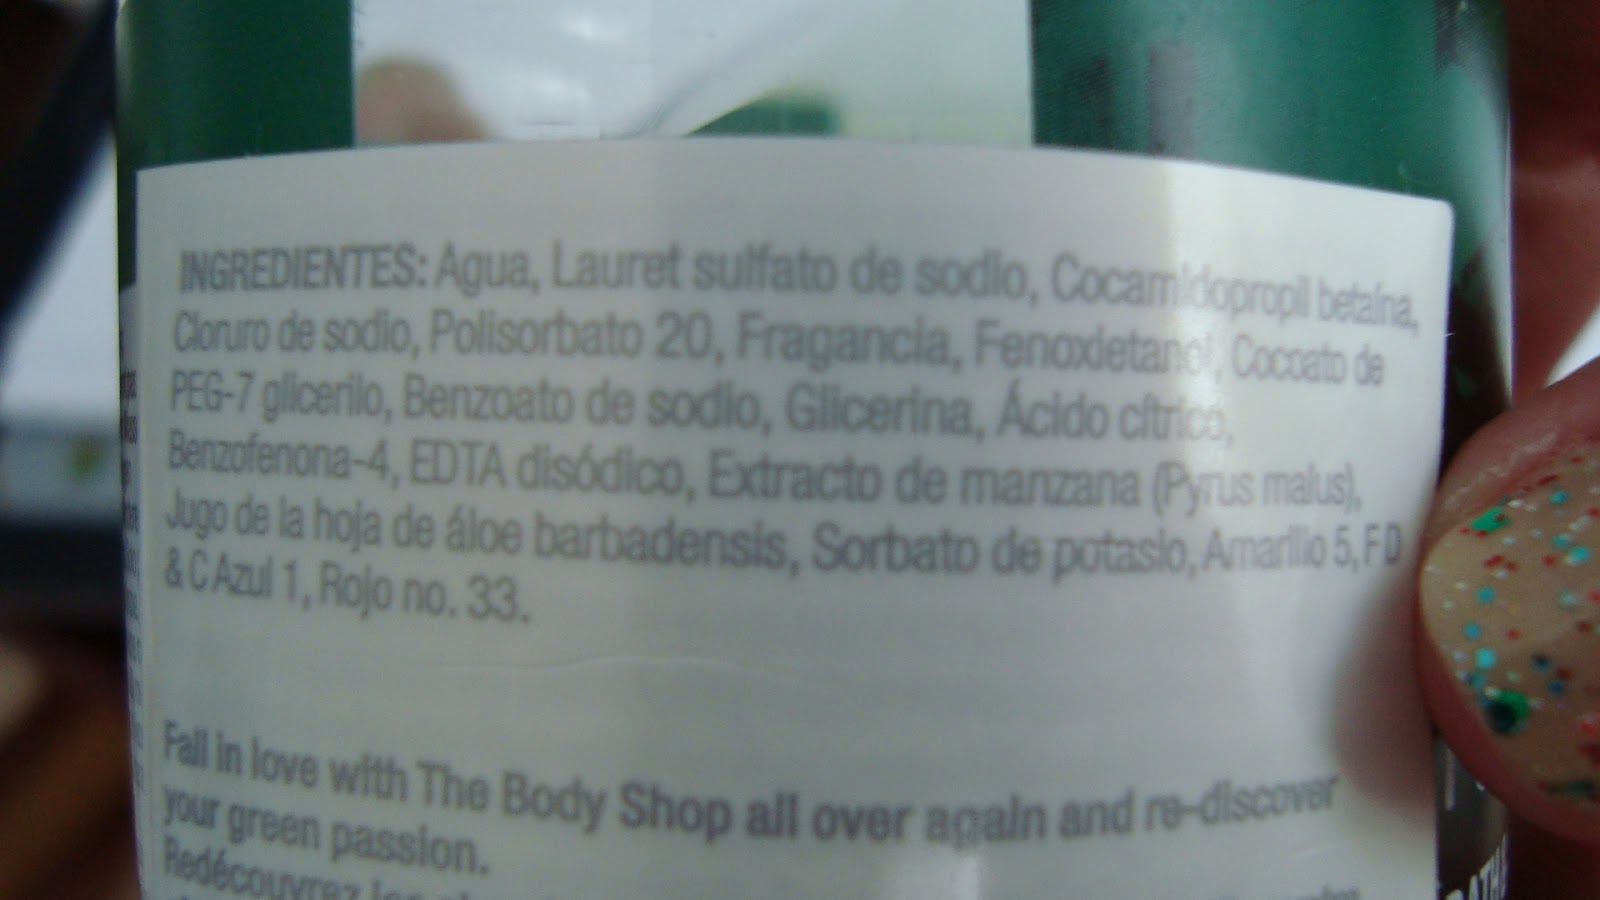 INGREDIENTES: Agua, Lauret sulfato de sodio, Cocamidopropil betaína,
Cloruro de sodio, Polisorbato 20, Fragancia, Fenoxietanol, Cocoato de
PEG-7 glicerilo, Benzoato de sodio, Glicerina, Ácido cítrico,
Benzofenona-4, EDTA disódico, Extracto de manzana (Pyrus malus),
Jugo de la hoja de áloe barbadensis, Sorbato de potasio, Amarillo 5, F D
& C Azul 1, Rojo no. 33.
Fall in love with The Body Shop all over again and re-discover
your green passion.
Redécouvrez